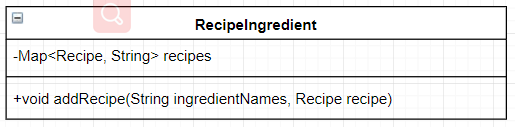 RecipeIngredient
-Map<Recipe, String> recipes
+void addRecipe(String ingredientNames, Recipe recipe)